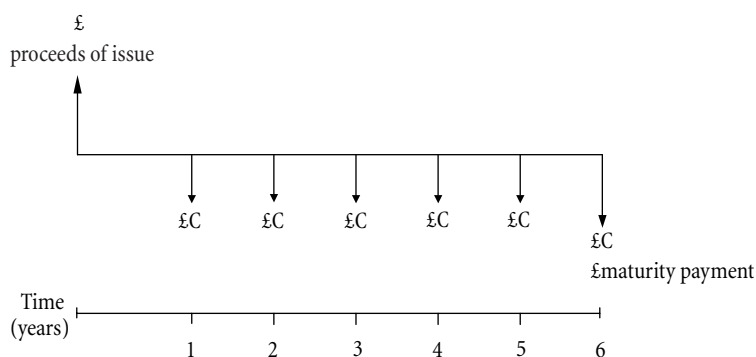 £
proceeds of issue
£C £C £C £C £C
£C
£maturity payment
Time
(years)
1 2 3 4 5 6